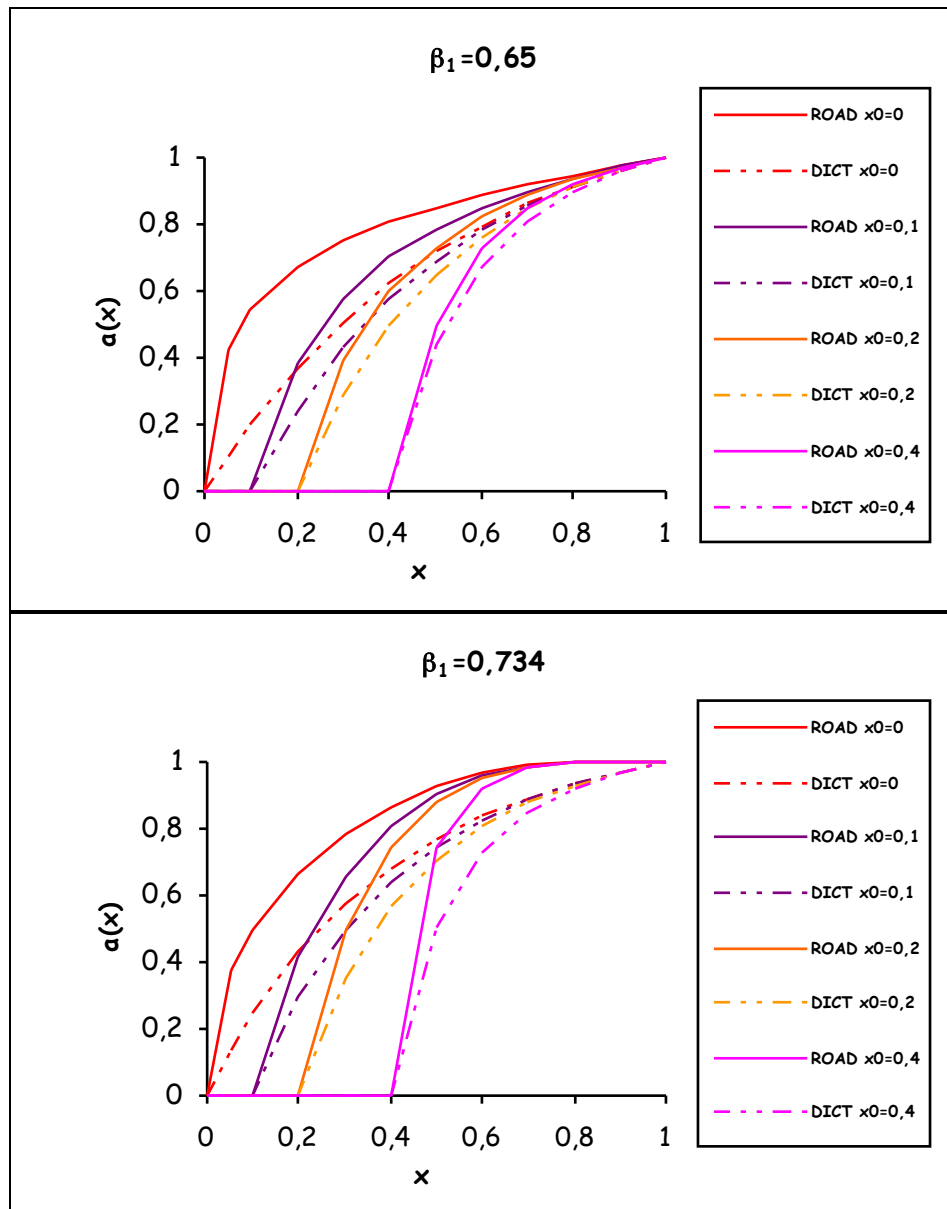 β1=0,65
a(x)
1
0,8
0,6
0,4
0,2
0
0 0,2 0,4 0,6 0,8 1
x
ROAD x0=0
DICT x0=0
ROAD x0=0,1
DICT x0=0,1
ROAD x0=0,2
DICT x0=0,2
ROAD x0=0,4
DICT x0=0,4
β1=0,734
a(x)
1
0,8
0,6
0,4
0,2
0
0 0,2 0,4 0,6 0,8 1
x
ROAD x0=0
DICT x0=0
ROAD x0=0,1
DICT x0=0,1
ROAD x0=0,2
DICT x0=0,2
ROAD x0=0,4
DICT x0=0,4